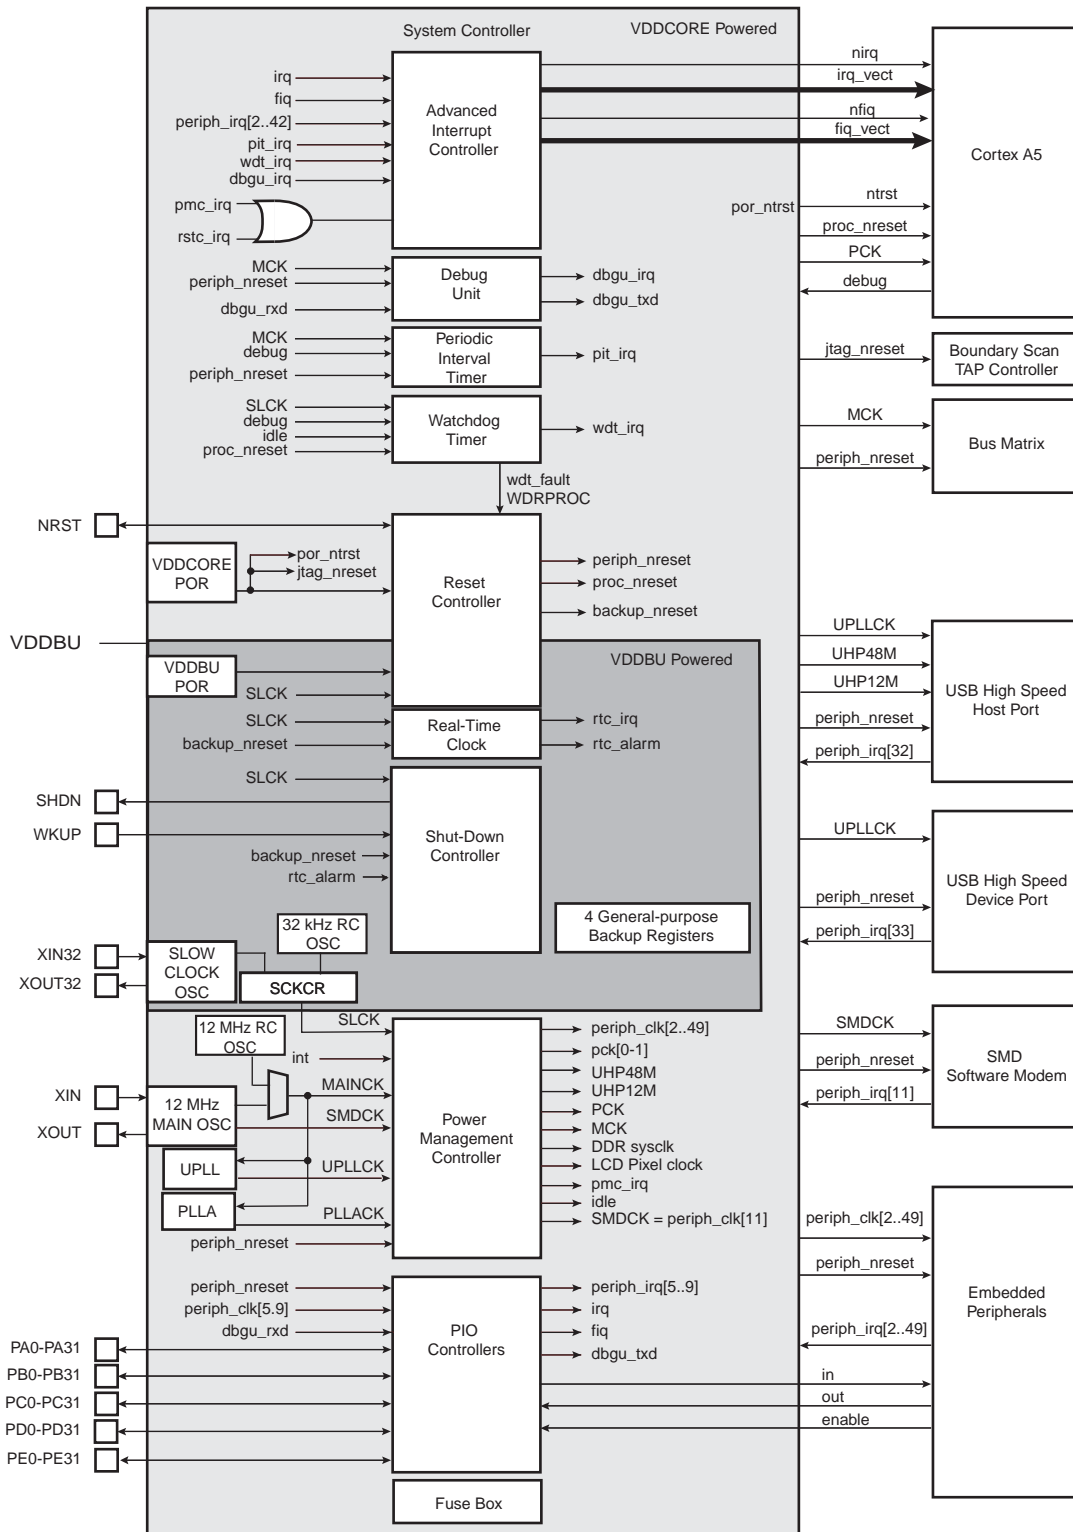 System Controller
VDDCORE Powered
irq
fiq
periph_irq[2..42]
pit_irq
wdt_irq
dbgu_irq
pmc_irq
rstc_irq
Advanced
Interrupt
Controller
nirq
irq_vect
nfiq
fiq_vect
por_ntrst
ntrst
proc_nreset
PCK
debug
Cortex A5
MCK
periph_nreset
dbgu_rxd
Debug
Unit
dbgu_irq
dbgu_txd
MCK
debug
periph_nreset
Periodic
Interval
Timer
pit_irq
jtag_nreset
Boundary Scan
TAP Controller
SLCK
debug
idle
proc_nreset
Watchdog
Timer
wdt_irq
MCK
periph_nreset
Bus Matrix
wdt_fault
WDRPROC
NRST
VDDCORE
POR
por_ntrst
jtag_nreset
Reset
Controller
periph_nreset
proc_nreset
backup_nreset
VDDBU
VDDBU Powered
VDDBU
POR
SLCK
UPLLCK
UHP48M
UHP12M
periph_nreset
periph_irq[32]
USB High Speed
Host Port
SLCK
backup_nreset
Real-Time
Clock
rtc_irq
rtc_alarm
SLCK
SHDN
WKUP
backup_nreset
rtc_alarm
Shut-Down
Controller
UPLLCK
periph_nreset
periph_irq[33]
USB High Speed
Device Port
4 General-purpose
Backup Registers
32 kHz RC
OSC
XIN32
XOUT32
SLOW
CLOCK
OSC
SCKCR
SLCK
12 MHz RC
OSC
int
XIN
XOUT
12 MHz
MAIN OSC
MAINCK
SMDCK
UPLL
UPLLCK
PLLA
PLLACK
periph_nreset
Power
Management
Controller
periph_clk[2..49]
pck[0-1]
UHP48M
UHP12M
PCK
MCK
DDR sysclk
LCD Pixel clock
pmc_irq
idle
SMDCK = periph_clk[11]
SMDCK
periph_nreset
periph_irq[11]
SMD
Software Modem
periph_clk[2..49]
periph_nreset
periph_irq[2..49]
in
out
enable
Embedded
Peripherals
periph_nreset
periph_clk[5.9]
dbgu_rxd
PA0-PA31
PB0-PB31
PC0-PC31
PD0-PD31
PE0-PE31
PIO
Controllers
periph_irq[5..9]
irq
fiq
dbgu_txd
Fuse Box